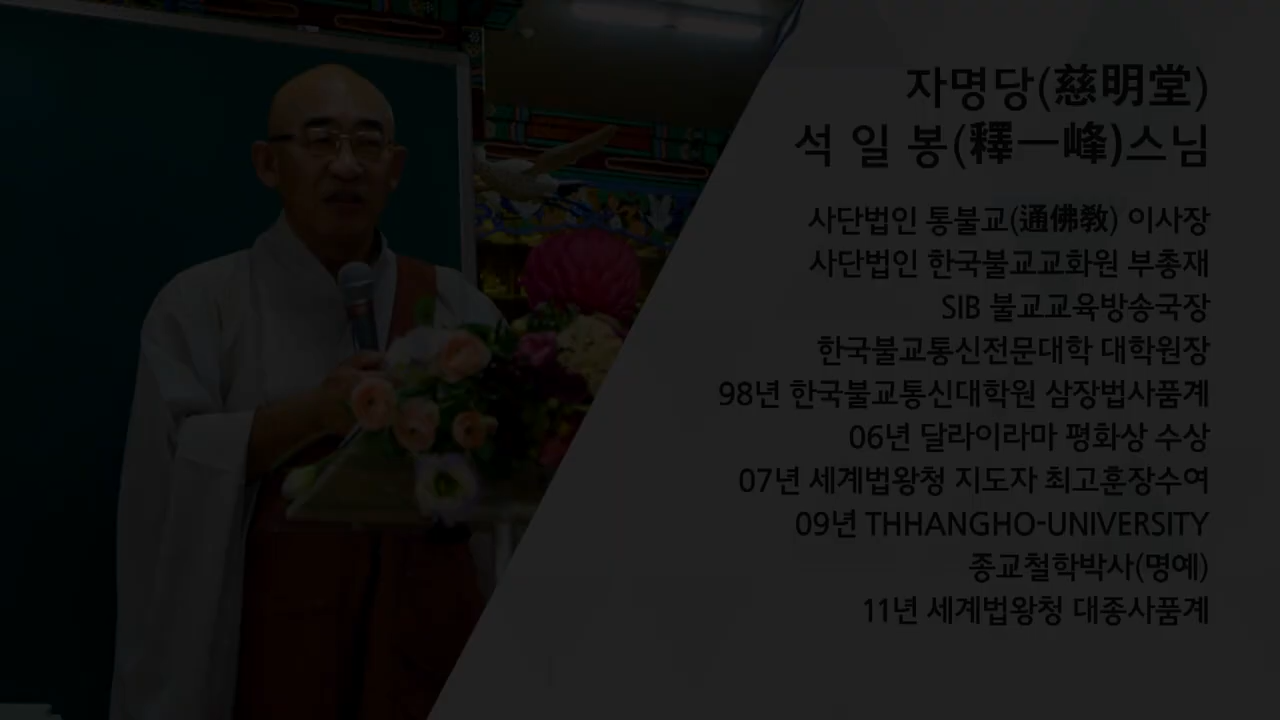 자명당(慈明堂)
석 일 봉(釋一峰)스님
사단법인 통불교(通佛敎) 이사장
사단법인 한국불교교화원 부총재
SIB 불교교육방송국장
한국불교통신전문대학 대학원장
98년 한국불교통신대학원 삼장법사품계
06년 달라이라마 평화상 수상
07년 세계법왕청 지도자 최고훈장수여
09년 THHANGHO-UNIVERSITY
종교철학박사(명예)
11년 세계법왕청 대종사품계